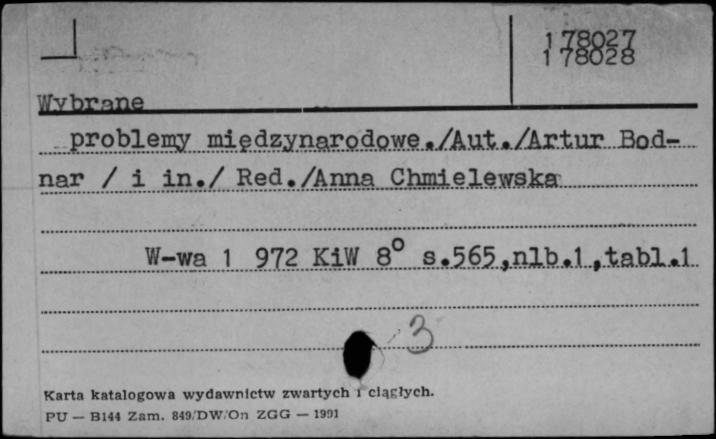 1 78027
1 78028
Wybrane
problemy międzynarodowe./Aut./Artur Bod-
nar / i in./ Red./Anna Chmielewska
W-wa 1 972 KiW 8° s.565,nlb.1,tabl.1
3
Karta katalogowa wydawnictw zwartych i ciągłych.
PU — B144 Zam. 849/DW/On ZGG — 1991